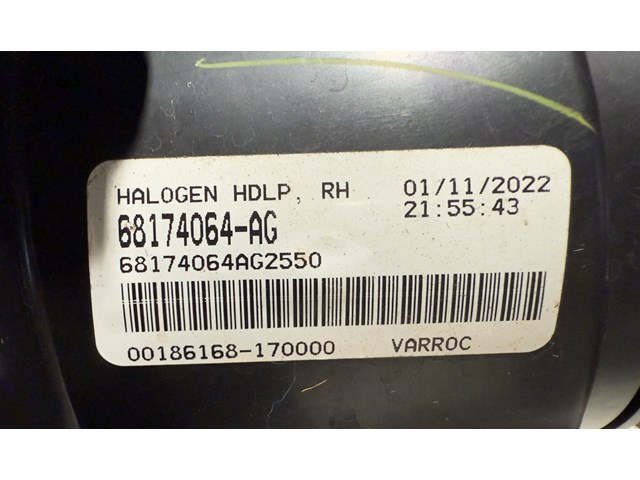 HALOGEN HDLP, RH 01/11/2022
68174064-AG 21:55:43
68174064AG2550
00186168-170000 VARROC